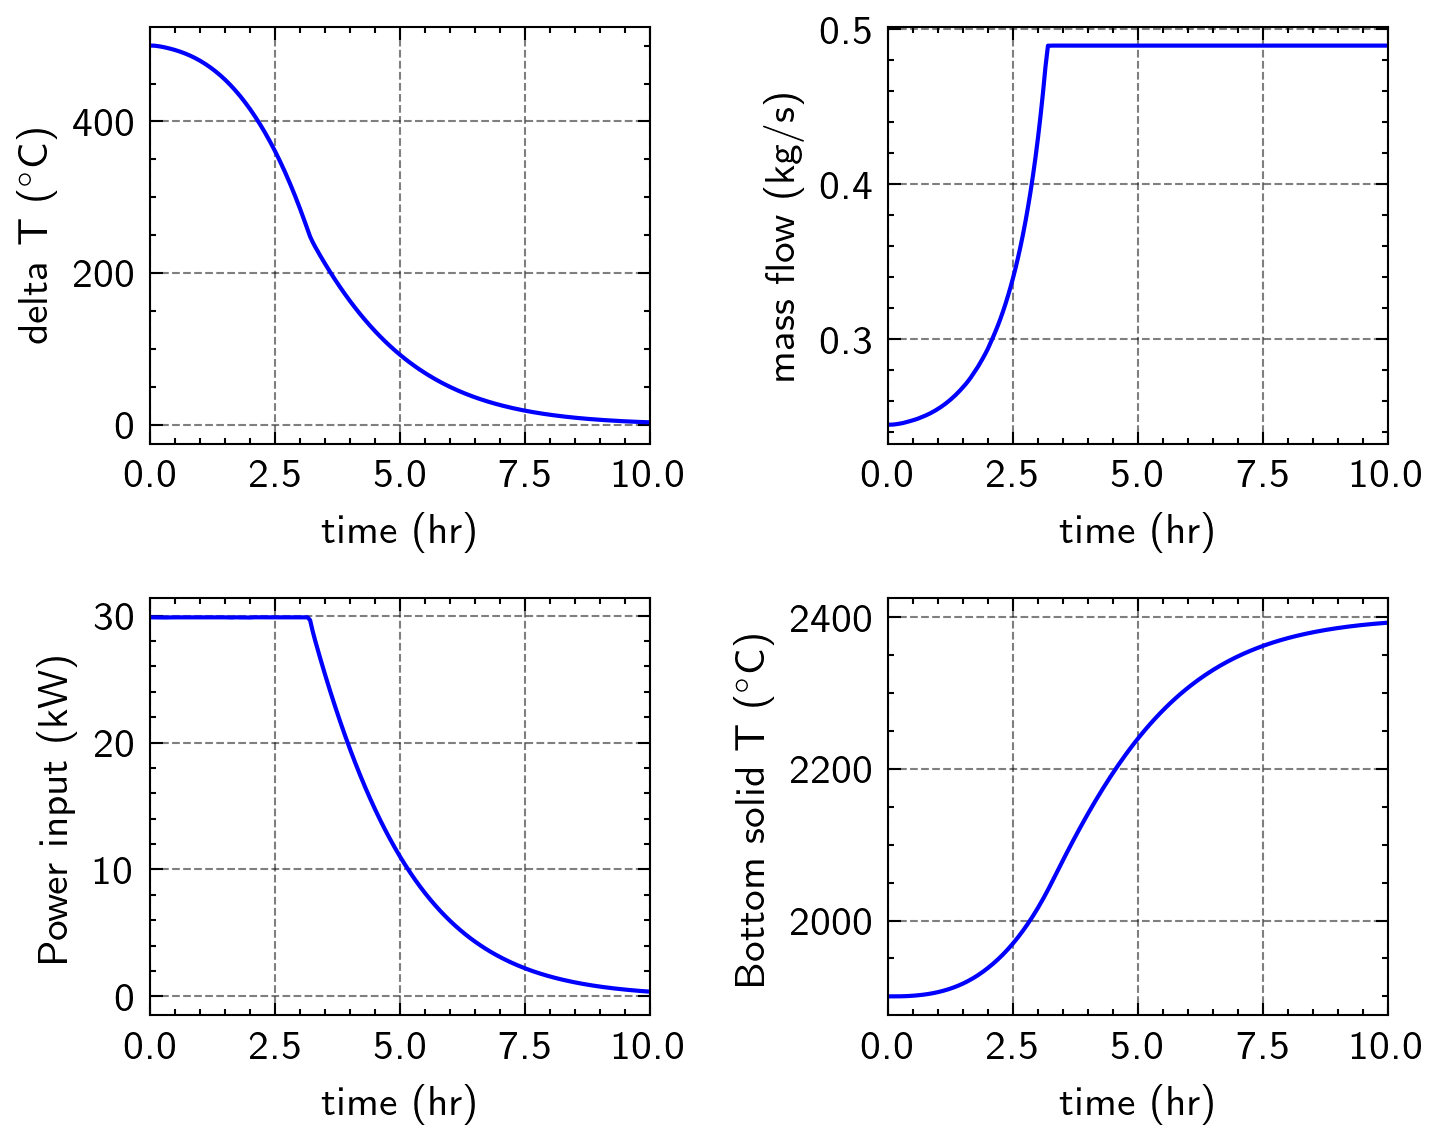 delta T (°C)
400
200
0
0.0 2.5 5.0 7.5 10.0
time (hr)
mass flow (kg/s)
0.5
0.4
0.3
0.0 2.5 5.0 7.5 10.0
time (hr)
Power input (kW)
30
20
10
0
0.0 2.5 5.0 7.5 10.0
time (hr)
Bottom solid T (°C)
2400
2200
2000
0.0 2.5 5.0 7.5 10.0
time (hr)